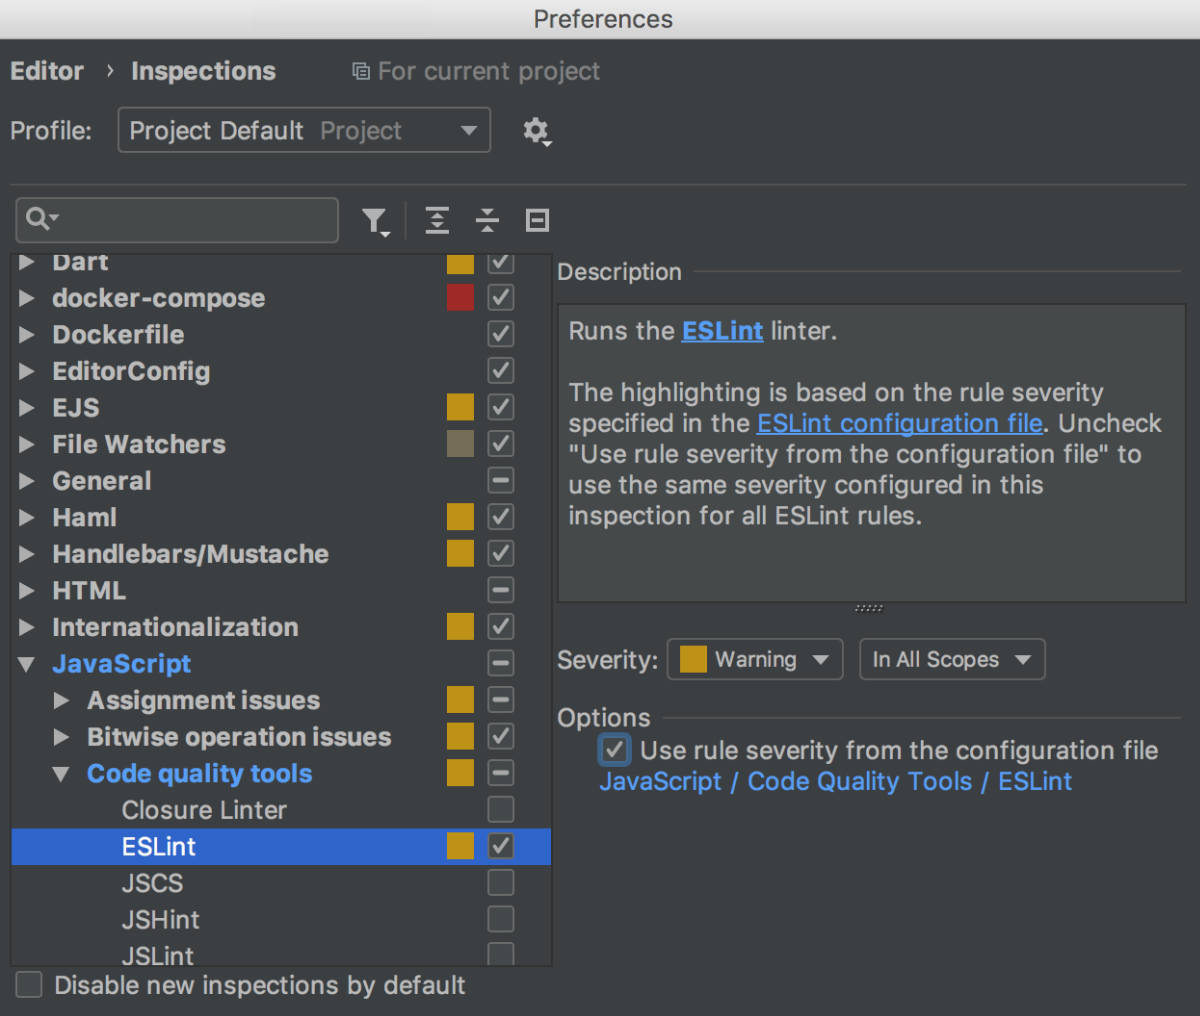 Preferences
Editor › Inspections For current project
Profile: Project Default Project
Dart
docker-compose
Dockerfile
EditorConfig
EJS
File Watchers
General
Haml
Handlebars/Mustache
HTML
Internationalization
JavaScript
Assignment issues
Bitwise operation issues
Code quality tools
Closure Linter
ESLint
JSCS
JSHint
JSLint
Disable new inspections by default
Description
Runs the ESLint linter.
The highlighting is based on the rule severity
specified in the ESLint configuration file. Uncheck
"Use rule severity from the configuration file" to
use the same severity configured in this
inspection for all ESLint rules.
Severity: Warning In All Scopes
Options
Use rule severity from the configuration file
JavaScript / Code Quality Tools / ESLint